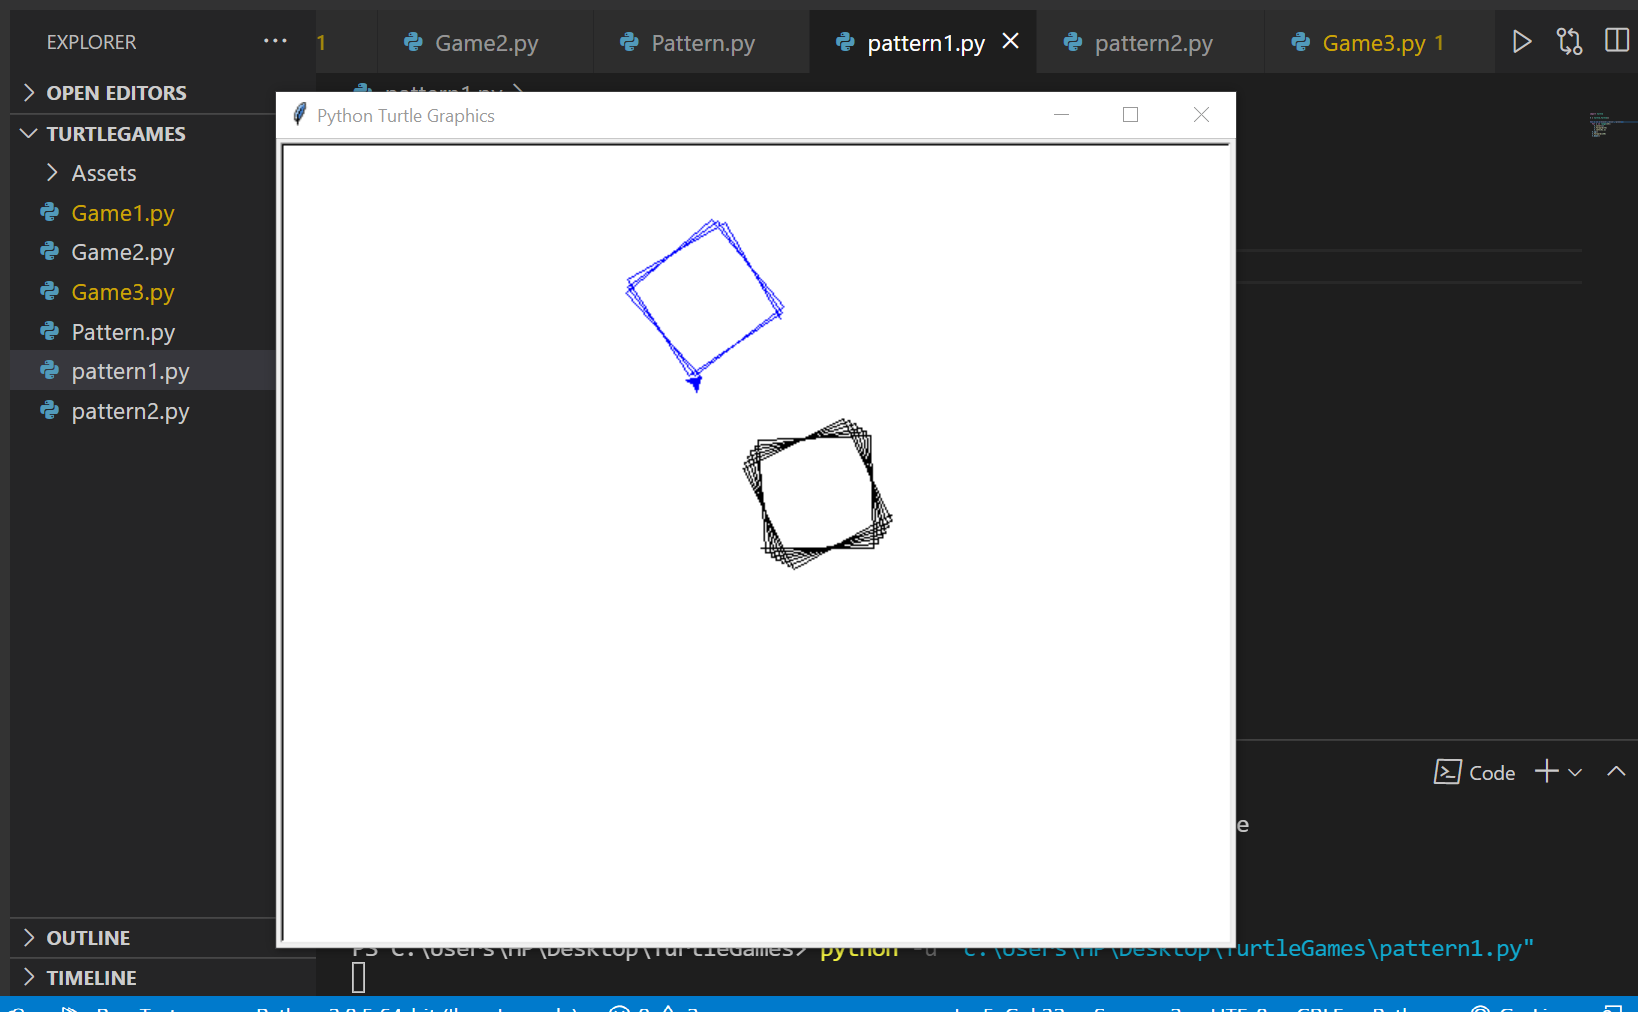 EXPLORER
1
Game2.py
Pattern.py
pattern1.py
pattern2.py
Game3.py 1
OPEN EDITORS
pattern1.py
TURTLEGAMES
Python Turtle Graphics
Assets
Game1.py
Game2.py
Game3.py
Pattern.py
pattern1.py
pattern2.py
Code
e
OUTLINE
PS C:\Users\HP\Desktop\TurtleGames> python -u "c:\Users\HP\Desktop\TurtleGames\pattern1.py"
TIMELINE